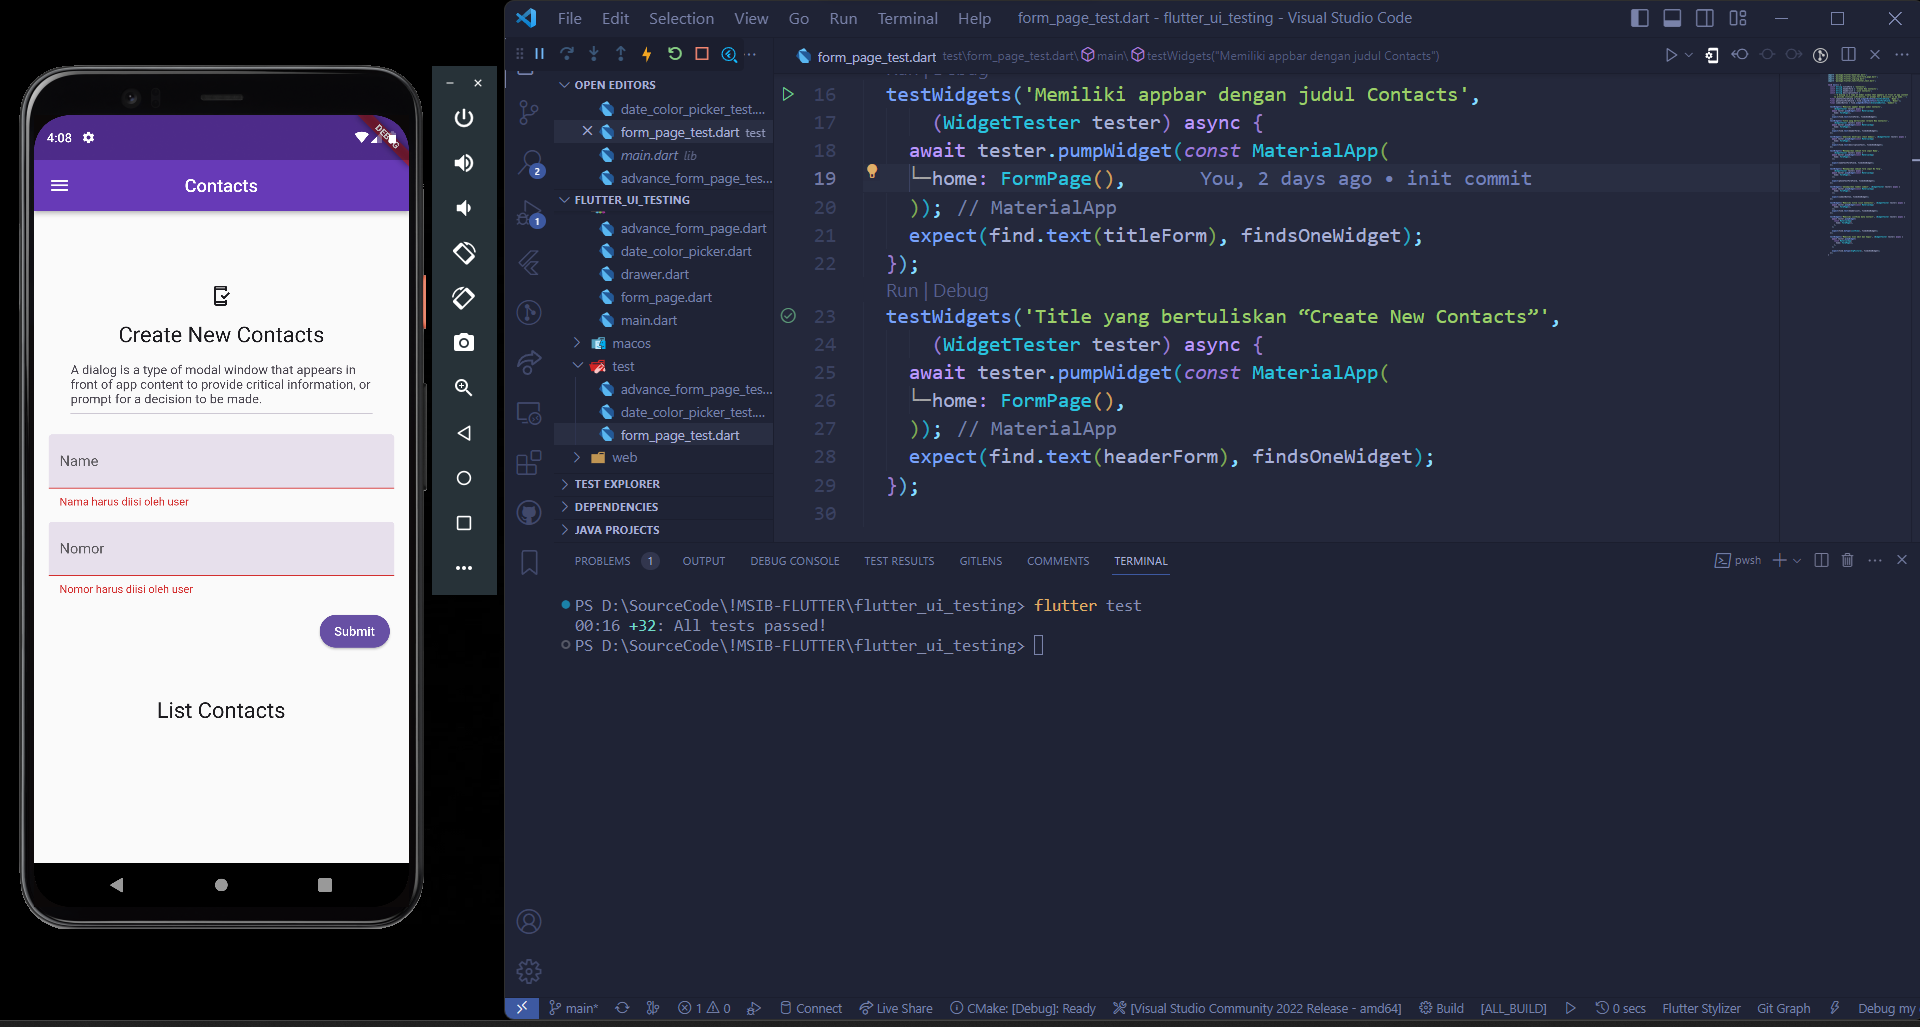 4:08
DEBUG
Contacts
Create New Contacts
A dialog is a type of modal window that appears in
front of app content to provide critical information, or
prompt for a decision to be made.
Name
Nama harus diisi oleh user
Nomor
Nomor harus diisi oleh user
Submit
List Contacts
File Edit Selection View Go Run Terminal Help form_page_test.dart - flutter_ui_testing - Visual Studio Code
form_page_test.dart test\form_page_test.dart\ main\ testWidgets("Memiliki appbar dengan judul Contacts")
2
1
OPEN EDITORS
date_color_picker_test....
form_page_test.dart test
main.dart lib
advance_form_page_tes...
FLUTTER_UI_TESTING
advance_form_page.dart
date_color_picker.dart
drawer.dart
form_page.dart
main.dart
macos
test
advance_form_page_tes...
date_color_picker_test....
form_page_test.dart
web
TEST EXPLORER
DEPENDENCIES
JAVA PROJECTS
Run | Debug
16 testWidgets('Memiliki appbar dengan judul Contacts',
17 (WidgetTester tester) async {
18 await tester.pumpWidget(const MaterialApp(
19 home: FormPage(), You, 2 days ago • init commit
20 )); // MaterialApp
21 expect(find.text(titleForm), findsOneWidget);
22 });
Run | Debug
23 testWidgets('Title yang bertuliskan “Create New Contacts”',
24 (WidgetTester tester) async {
25 await tester.pumpWidget(const MaterialApp(
26 home: FormPage(),
27 )); // MaterialApp
28 expect(find.text(headerForm), findsOneWidget);
29 });
30
PROBLEMS 1 OUTPUT DEBUG CONSOLE TEST RESULTS GITLENS COMMENTS TERMINAL pwsh
PS D:\SourceCode\!MSIB-FLUTTER\flutter_ui_testing> flutter test
00:16 +32: All tests passed!
PS D:\SourceCode\!MSIB-FLUTTER\flutter_ui_testing>
main* 1 0 Connect Live Share CMake: [Debug]: Ready [Visual Studio Community 2022 Release - amd64] Build [ALL_BUILD] 0 secs Flutter Stylizer Git Graph Debug my